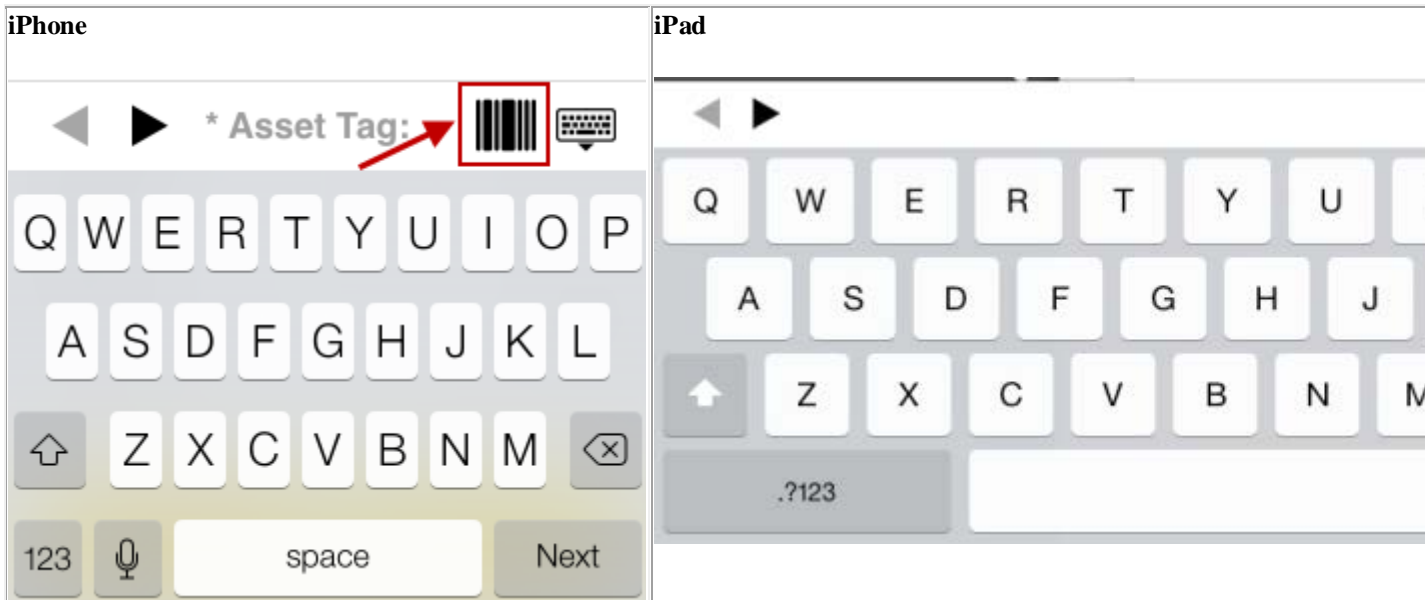 iPhone
* Asset Tag:
Q W E R T Y U I O P
A S D F G H J K L
Z X C V B N M
123 space Next
iPad
Q W E R T Y U
A S D F G H J
Z X C V B N M
.?123